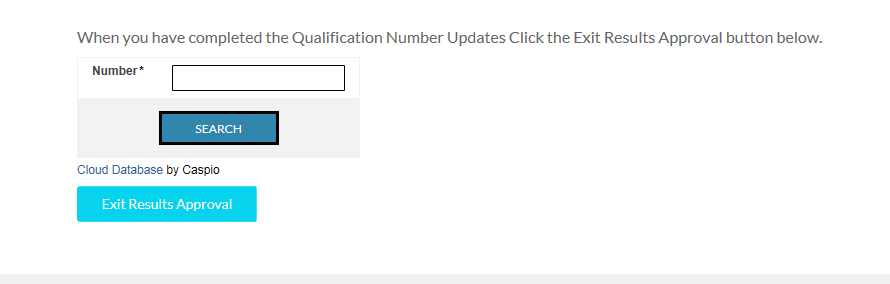 When you have completed the Qualification Number Updates Click the Exit Results Approval button below.
Number*
SEARCH
Cloud Database by Caspio
Exit Results Approval